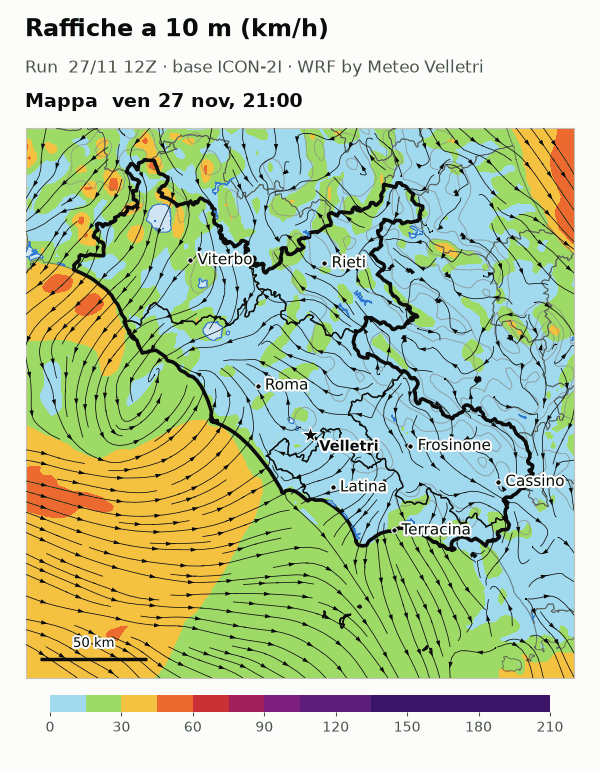 Raffiche a 10 m (km/h)
Run 27/11 12Z · base ICON-2I · WRF by Meteo Velletri
Mappa ven 27 nov, 21:00
Viterbo
Rieti
Roma
Velletri
Frosinone
Cassino
Latina
Terracina
50 km
0 30 60 90 120 150 180 210